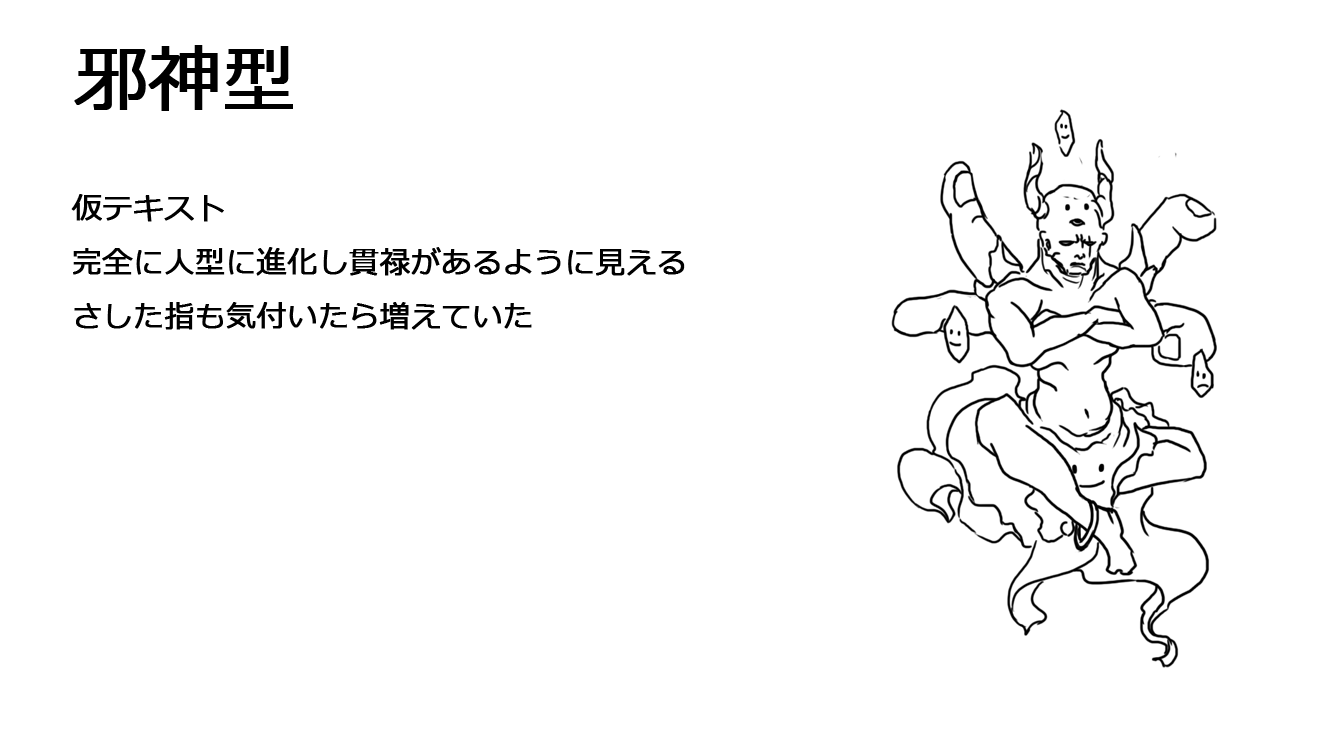 邪神型
仮テキスト
完全に人型に進化し貫禄があるように見える
さした指も気付いたら増えていた